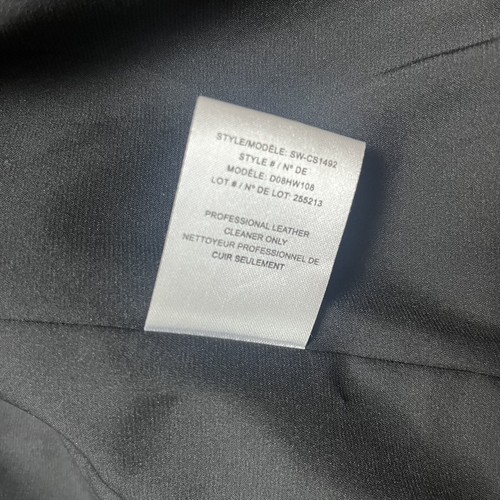 STYLE/MODÈLE: SW-CS1492
STYLE # / N° DE
MODÈLE: D08HW108
LOT # / N° DE LOT: 255213
PROFESSIONAL LEATHER
CLEANER ONLY
NETTOYEUR PROFESSIONNEL DE
CUIR SEULEMENT